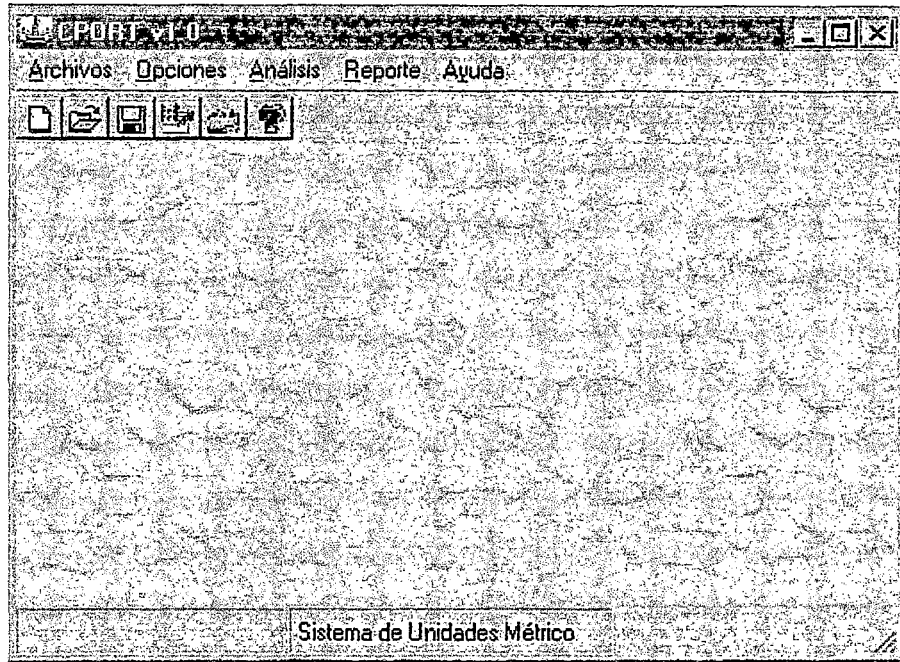 CPORT v1.0
Archivos Opciones Análisis Reporte Ayuda
Sistema de Unidades Métrico